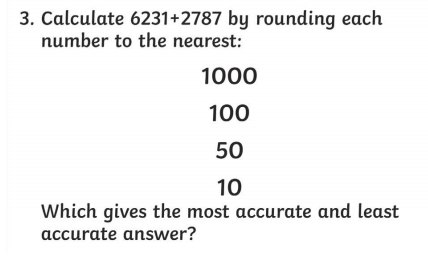 3. Calculate 6231+2787 by rounding each
number to the nearest:
1000
100
50
10
Which gives the most accurate and least
accurate answer?